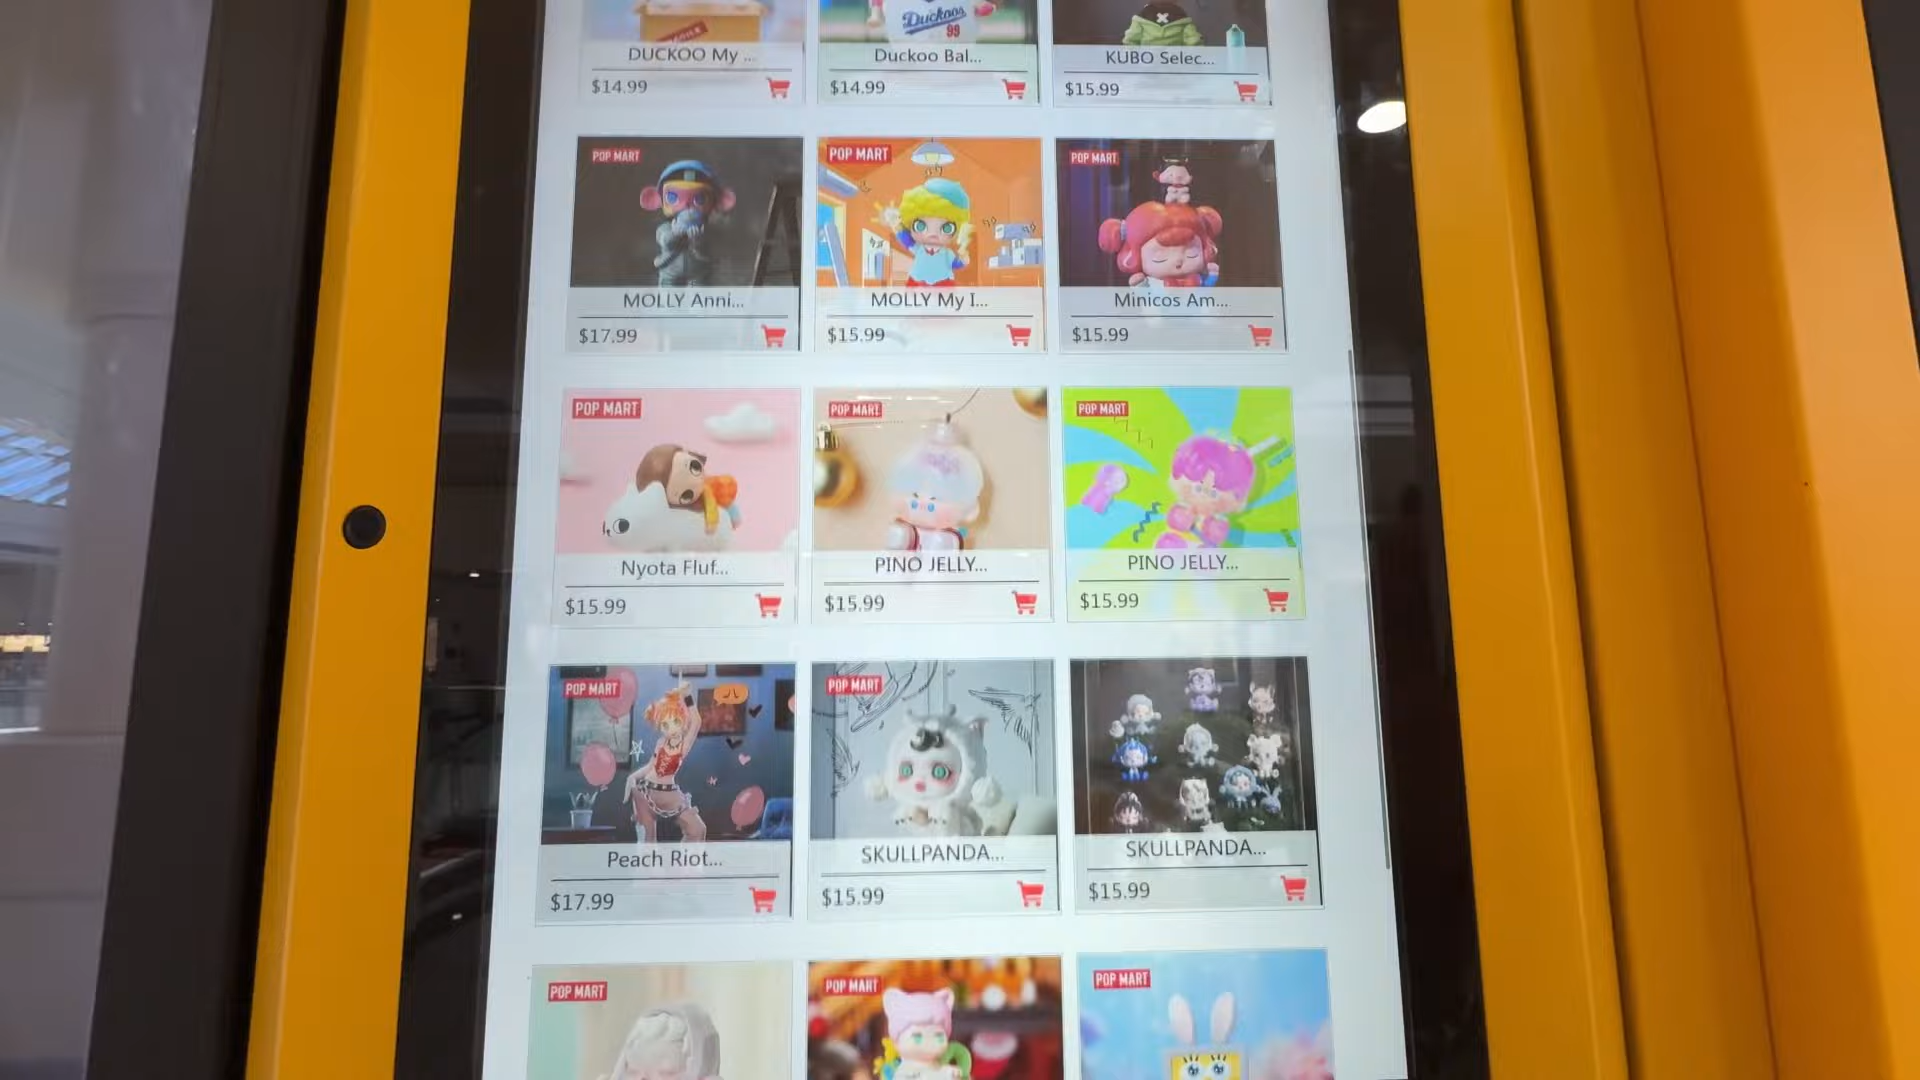 Duckoos
99
DUCKOO My ...
Duckoo Bal...
KUBO Selec...
$14.99
$14.99
$15.99
POP MART
POP MART
POP MART
MOLLY Anni...
MOLLY My I...
Minicos Am...
$17.99
$15.99
$15.99
POP MART
POP MART
POP MART
Nyota Fluf...
PINO JELLY...
PINO JELLY...
$15.99
$15.99
$15.99
POP MART
POP MART
Peach Riot...
SKULLPANDA...
SKULLPANDA...
$17.99
$15.99
$15.99
POP MART
POP MART
POP MART